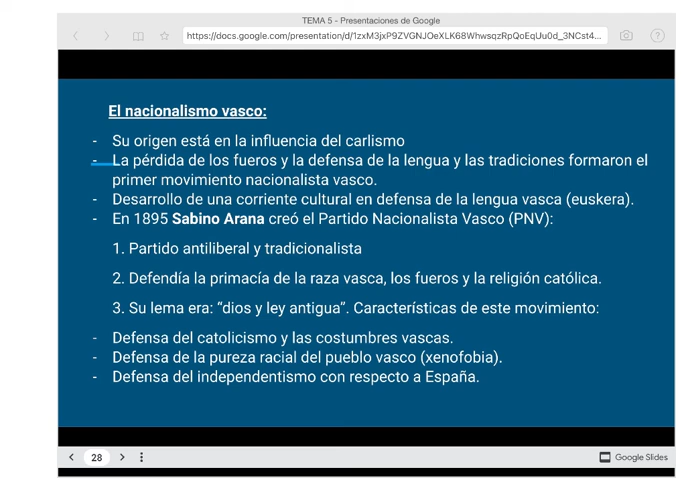 TEMA 5 - Presentaciones de Google
https://docs.google.com/presentation/d/1zxM3jxP9ZVGNJOeXLK68WhwsqzRpQoEqUu0d_3NCst4...
El nacionalismo vasco:
- Su origen está en la influencia del carlismo
- La pérdida de los fueros y la defensa de la lengua y las tradiciones formaron el
primer movimiento nacionalista vasco.
- Desarrollo de una corriente cultural en defensa de la lengua vasca (euskera).
- En 1895 Sabino Arana creó el Partido Nacionalista Vasco (PNV):
1. Partido antiliberal y tradicionalista
2. Defendía la primacía de la raza vasca, los fueros y la religión católica.
3. Su lema era: “dios y ley antigua”. Características de este movimiento:
- Defensa del catolicismo y las costumbres vascas.
- Defensa de la pureza racial del pueblo vasco (xenofobia).
- Defensa del independentismo con respecto a España.
28
Google Slides